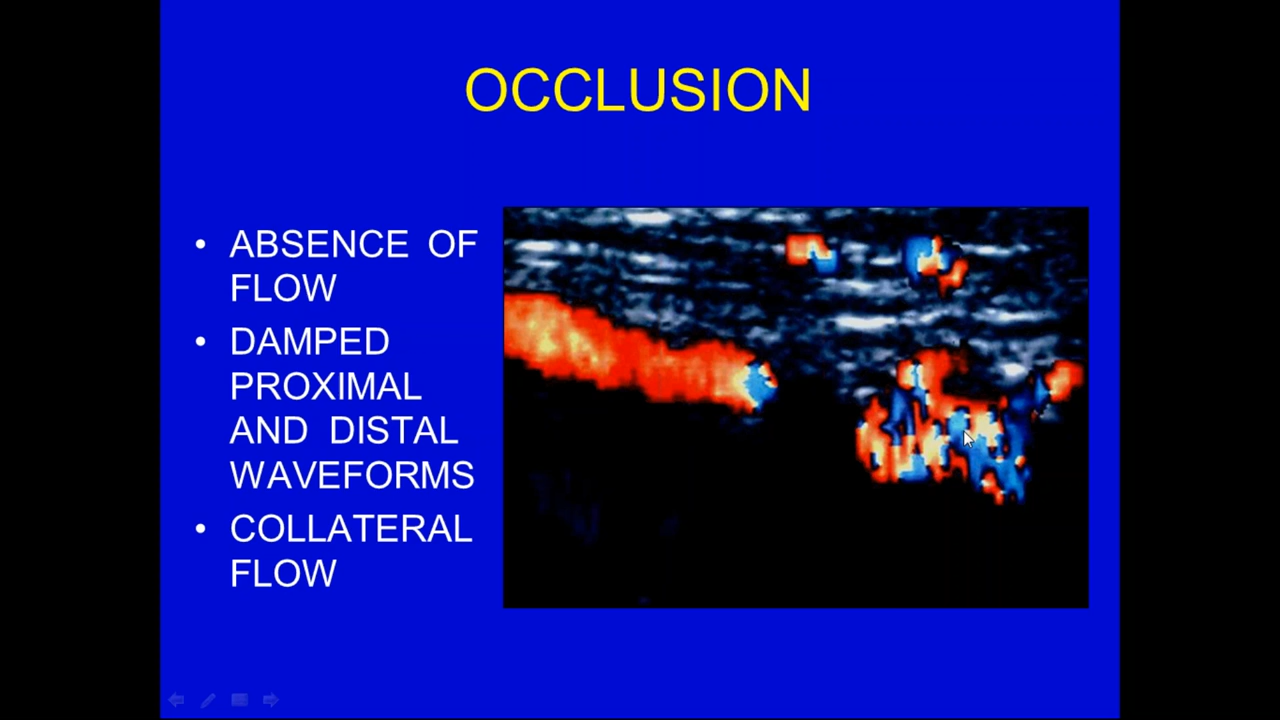 OCCLUSION
• ABSENCE OF
FLOW
• DAMPED
PROXIMAL
AND DISTAL
WAVEFORMS
• COLLATERAL
FLOW